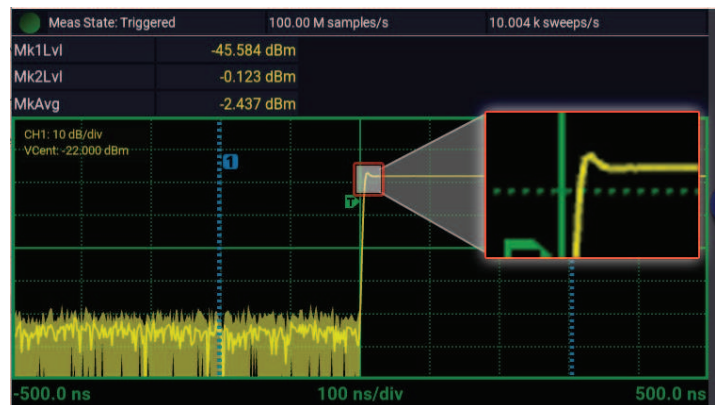 Meas State: Triggered 100.00 M samples/s 10.004 k sweeps/s
Mk1Lvl -45.584 dBm
Mk2Lvl -0.123 dBm
MkAvg -2.437 dBm
CH1: 10 dB/div
VCent: -22.000 dBm
1
T
-500.0 ns 100 ns/div 500.0 ns